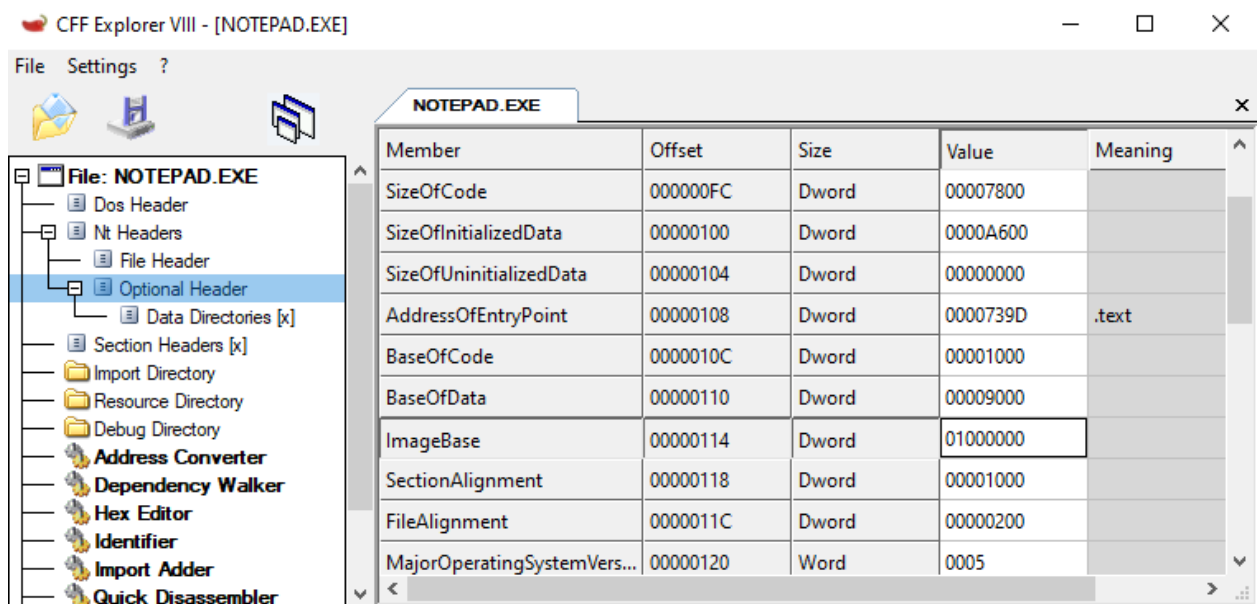 CFF Explorer VIII - [NOTEPAD.EXE]
File Settings ?
NOTEPAD.EXE
File: NOTEPAD.EXE
Dos Header
Nt Headers
File Header
Optional Header
Data Directories [x]
Section Headers [x]
Import Directory
Resource Directory
Debug Directory
Address Converter
Dependency Walker
Hex Editor
Identifier
Import Adder
Quick Disassembler
Member Offset Size Value Meaning
SizeOfCode 000000FC Dword 00007800
SizeOfInitializedData 00000100 Dword 0000A600
SizeOfUninitializedData 00000104 Dword 00000000
AddressOfEntryPoint 00000108 Dword 0000739D .text
BaseOfCode 0000010C Dword 00001000
BaseOfData 00000110 Dword 00009000
ImageBase 00000114 Dword 01000000
SectionAlignment 00000118 Dword 00001000
FileAlignment 0000011C Dword 00000200
MajorOperatingSystemVers... 00000120 Word 0005